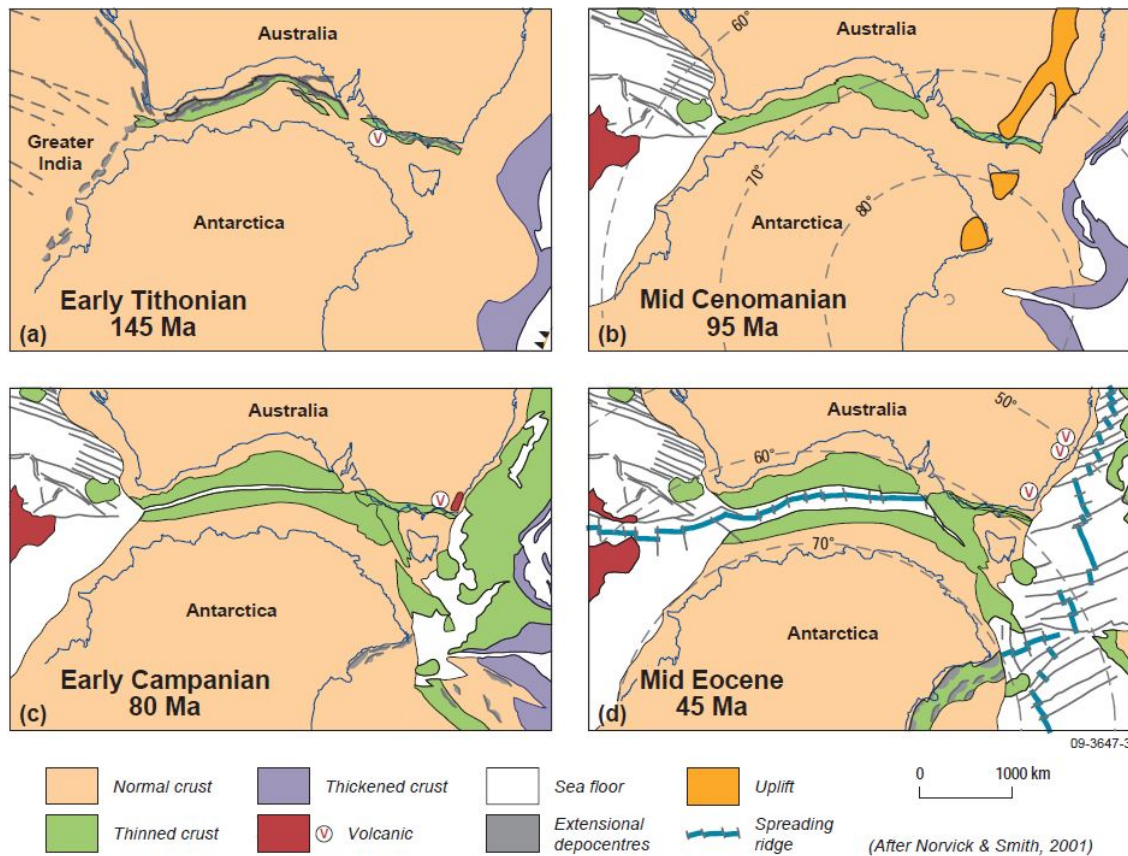 Australia
Greater
India
Antarctica
V
Early Tithonian
145 Ma
(a)
60°
Australia
70°
80°
Antarctica
Mid Cenomanian
95 Ma
(b)
Australia
V
Antarctica
Early Campanian
80 Ma
(c)
50°
Australia
V
V
60°
V
70°
Antarctica
Mid Eocene
45 Ma
(d)
09-3647-3
Normal crust
Thickened crust
Sea floor
Uplift
0 1000 km
Thinned crust
V Volcanic
Extensional
depocentres
Spreading
ridge
(After Norvick & Smith, 2001)